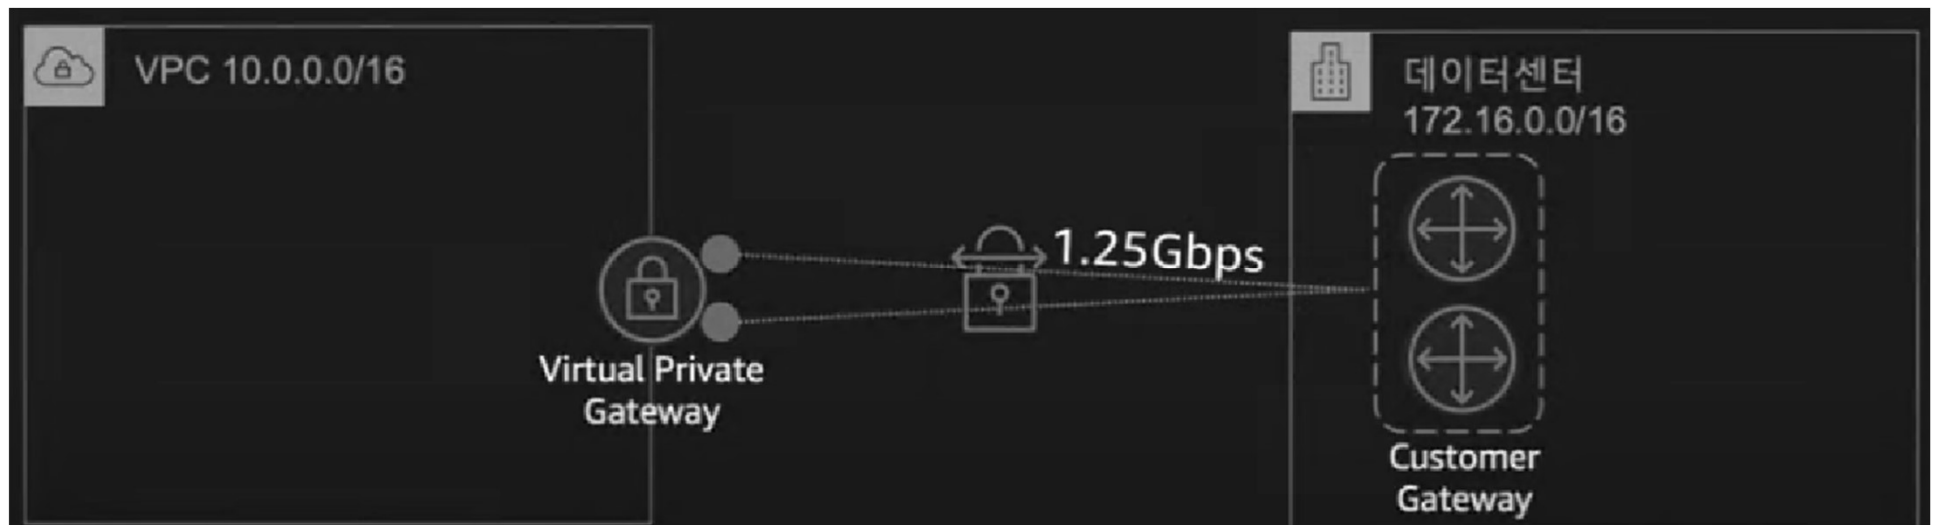 VPC 10.0.0.0/16
데이터센터
172.16.0.0/16
1.25Gbps
Virtual Private
Gateway
Customer
Gateway